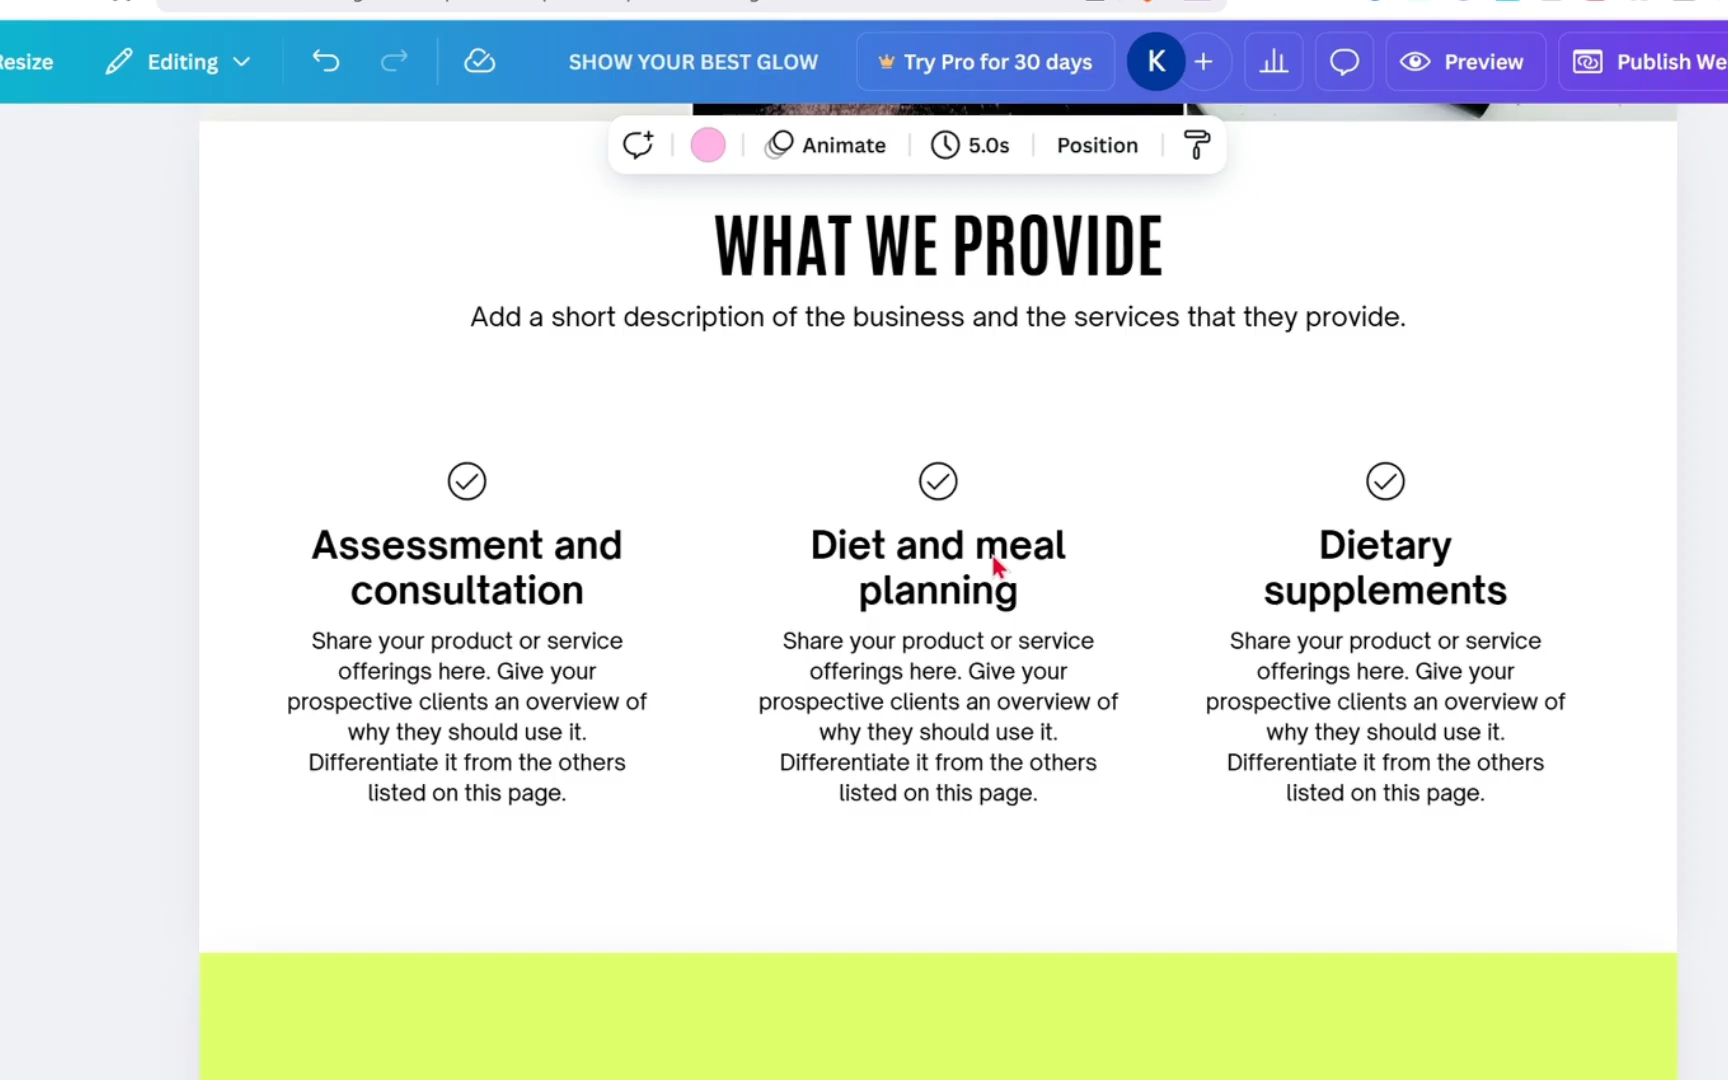 Resize Editing SHOW YOUR BEST GLOW Try Pro for 30 days K Preview Publish We
Animate 5.0s Position
WHAT WE PROVIDE
Add a short description of the business and the services that they provide.
Assessment and
consultation
Share your product or service
offerings here. Give your
prospective clients an overview of
why they should use it.
Differentiate it from the others
listed on this page.
Diet and meal
planning
Share your product or service
offerings here. Give your
prospective clients an overview of
why they should use it.
Differentiate it from the others
listed on this page.
Dietary
supplements
Share your product or service
offerings here. Give your
prospective clients an overview of
why they should use it.
Differentiate it from the others
listed on this page.